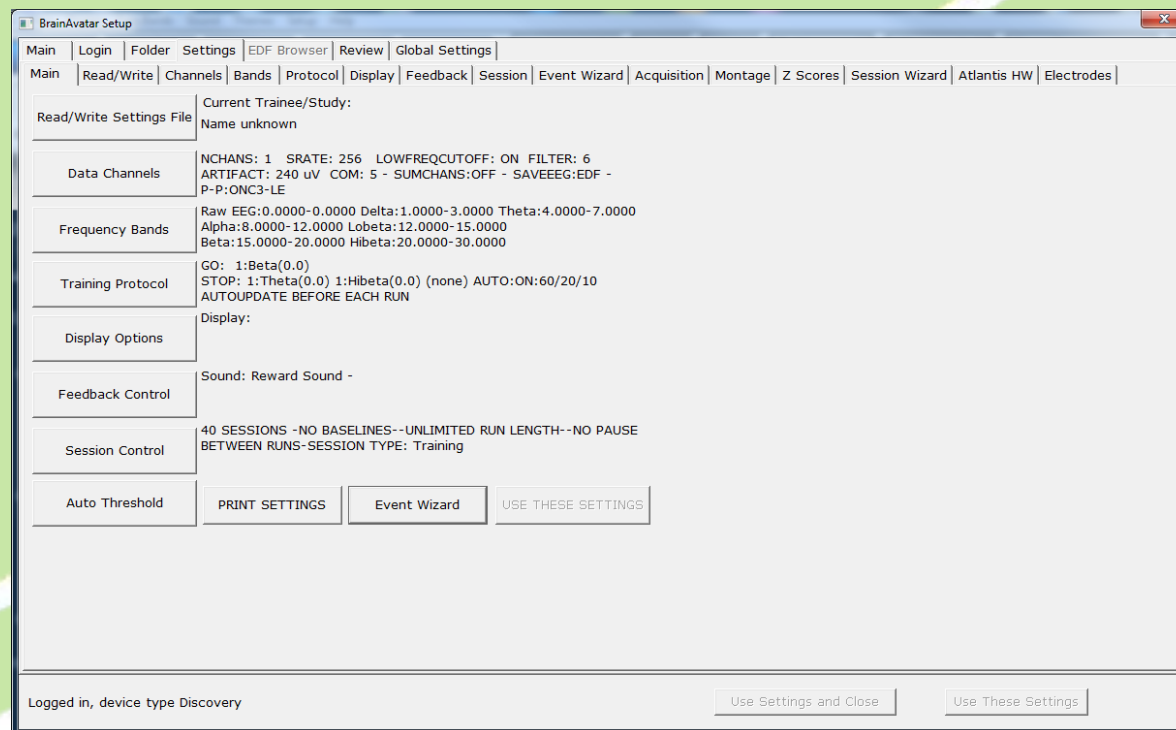 BrainAvatar Setup
Main Login Folder Settings EDF Browser Review Global Settings
Main Read/Write Channels Bands Protocol Display Feedback Session Event Wizard Acquisition Montage Z Scores Session Wizard Atlantis HW Electrodes
Read/Write Settings File
Current Trainee/Study:
Name unknown
Data Channels
NCHANS: 1 SRATE: 256 LOWFREQCUTOFF: ON FILTER: 6
ARTIFACT: 240 uV COM: 5 - SUMCHANS:OFF - SAVEEEG:EDF -
P-P:ONC3-LE
Frequency Bands
Raw EEG:0.0000-0.0000 Delta:1.0000-3.0000 Theta:4.0000-7.0000
Alpha:8.0000-12.0000 Lobeta:12.0000-15.0000
Beta:15.0000-20.0000 Hibeta:20.0000-30.0000
Training Protocol
GO: 1:Beta(0.0)
STOP: 1:Theta(0.0) 1:Hibeta(0.0) (none) AUTO:ON:60/20/10
AUTOUPDATE BEFORE EACH RUN
Display Options
Display:
Feedback Control
Sound: Reward Sound -
Session Control
40 SESSIONS -NO BASELINES--UNLIMITED RUN LENGTH--NO PAUSE
BETWEEN RUNS-SESSION TYPE: Training
Auto Threshold PRINT SETTINGS Event Wizard USE THESE SETTINGS
Logged in, device type Discovery Use Settings and Close Use These Settings